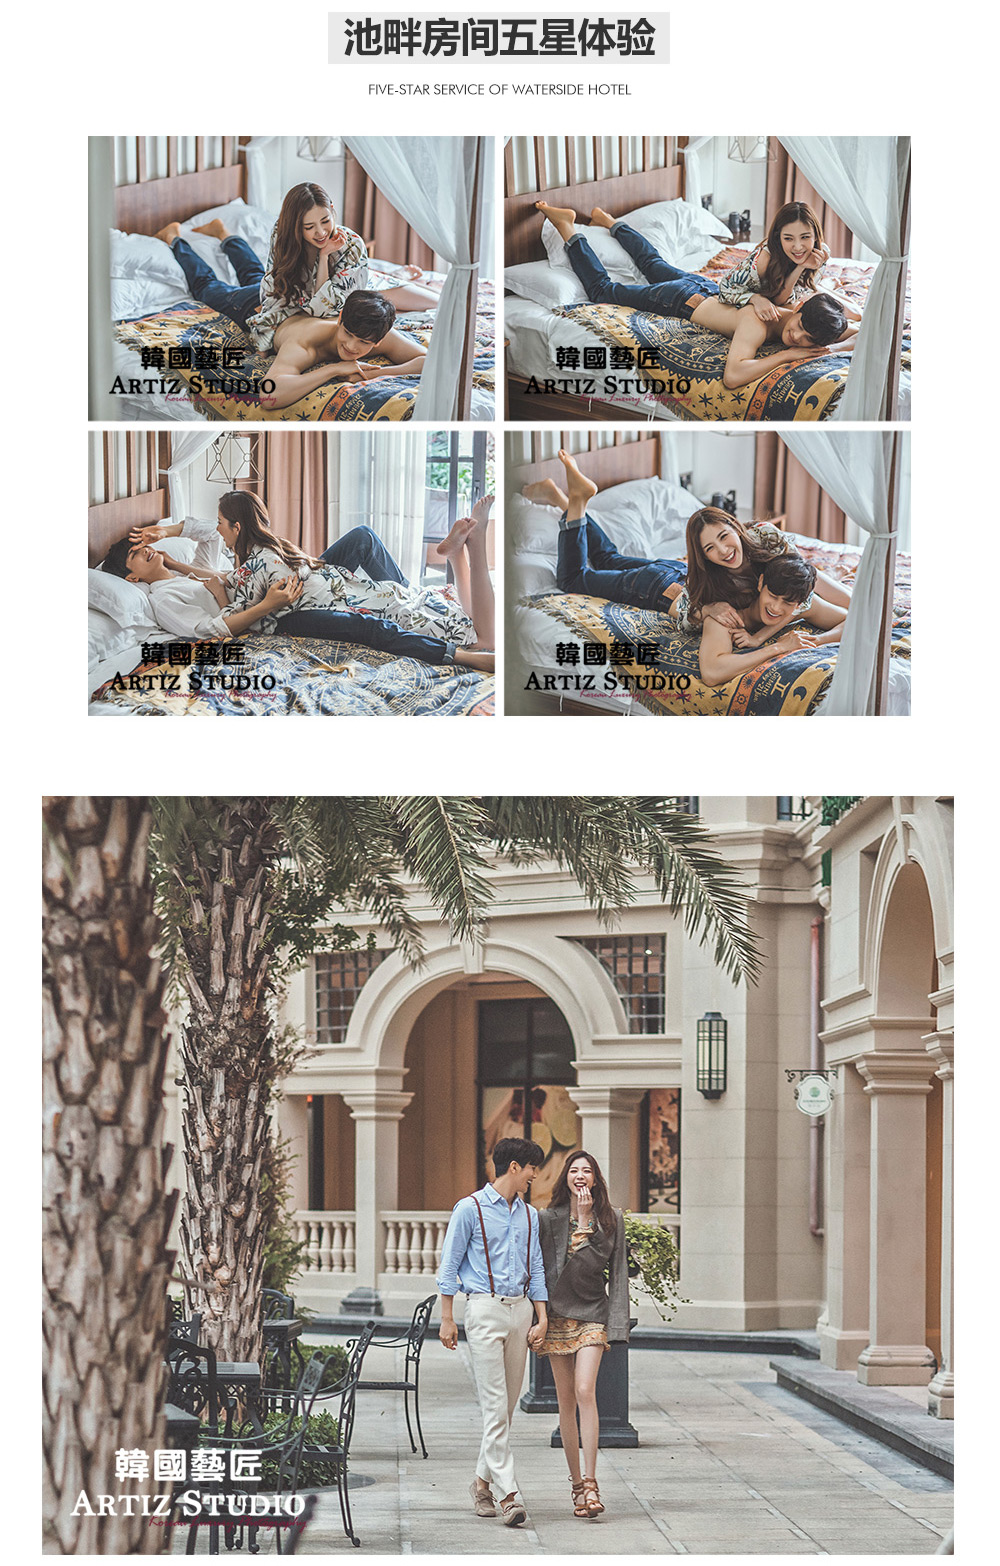 池畔房间五星体验
FIVE-STAR SERVICE OF WATERSIDE HOTEL
韓國藝匠
ARTIZ STUDIO
Korean Luxury Photography
韓國藝匠
ARTIZ STUDIO
Korean Luxury Photography
韓國藝匠
ARTIZ STUDIO
Korean Luxury Photography
韓國藝匠
ARTIZ STUDIO
Korean Luxury Photography
GEMINI
韓國藝匠
ARTIZ STUDIO
Korean Luxury Photography